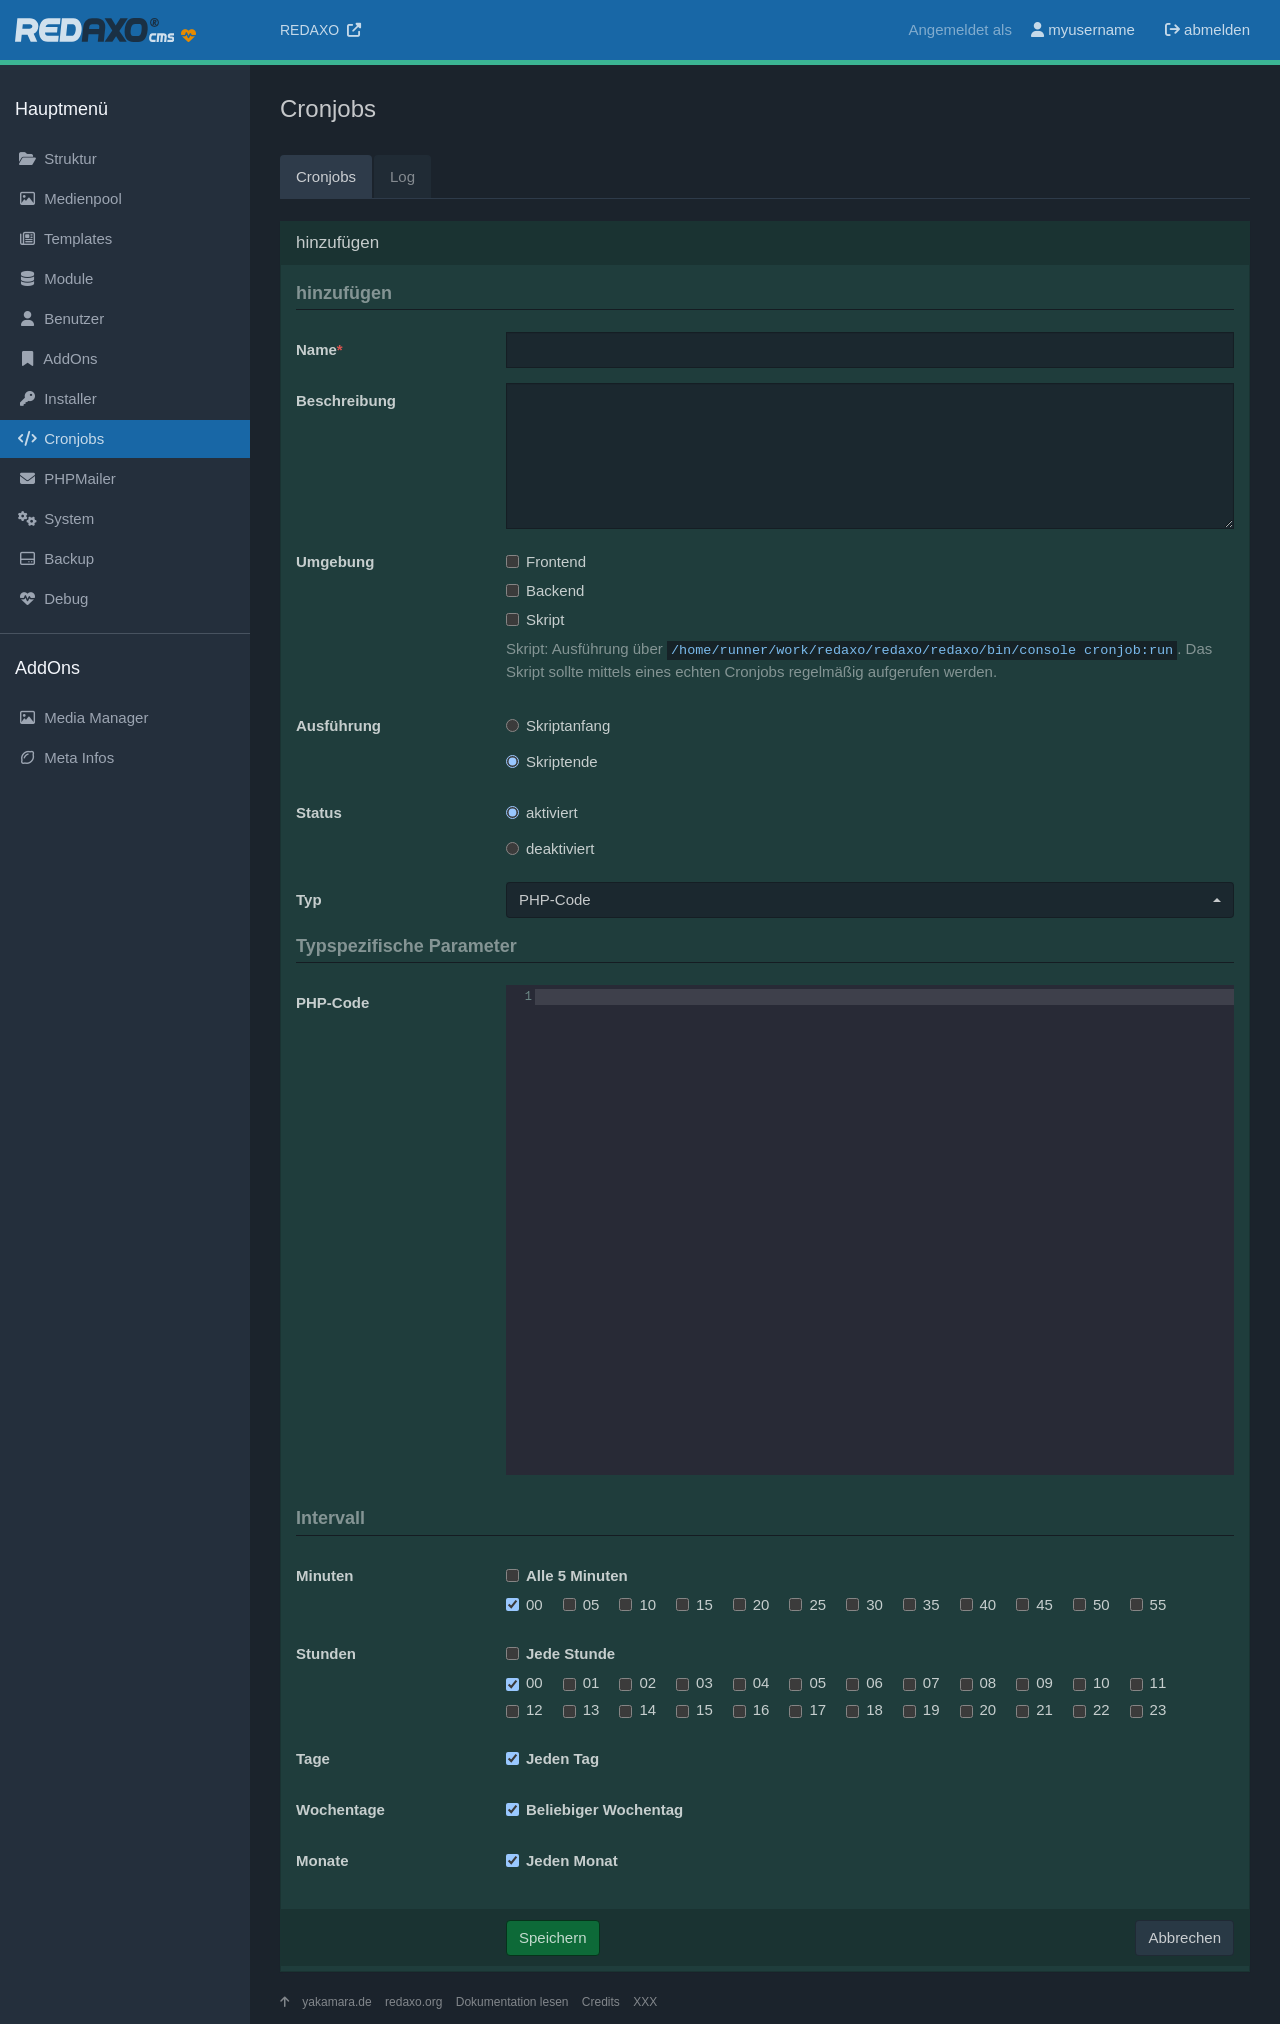 REDAXO® cms
REDAXO
Angemeldet als myusername abmelden
Hauptmenü
Struktur
Medienpool
Templates
Module
Benutzer
AddOns
Installer
Cronjobs
PHPMailer
System
Backup
Debug
AddOns
Media Manager
Meta Infos
Cronjobs
Cronjobs Log
hinzufügen
hinzufügen
Name*
Beschreibung
Umgebung
Frontend
Backend
Skript
Skript: Ausführung über /home/runner/work/redaxo/redaxo/redaxo/bin/console cronjob:run. Das
Skript sollte mittels eines echten Cronjobs regelmäßig aufgerufen werden.
Ausführung
Skriptanfang
Skriptende
Status
aktiviert
deaktiviert
Typ
PHP-Code
Typspezifische Parameter
PHP-Code
1
Intervall
Minuten
Alle 5 Minuten
00 05 10 15 20 25 30 35 40 45 50 55
Stunden
Jede Stunde
00 01 02 03 04 05 06 07 08 09 10 11
12 13 14 15 16 17 18 19 20 21 22 23
Tage
Jeden Tag
Wochentage
Beliebiger Wochentag
Monate
Jeden Monat
Speichern
Abbrechen
yakamara.de redaxo.org Dokumentation lesen Credits XXX